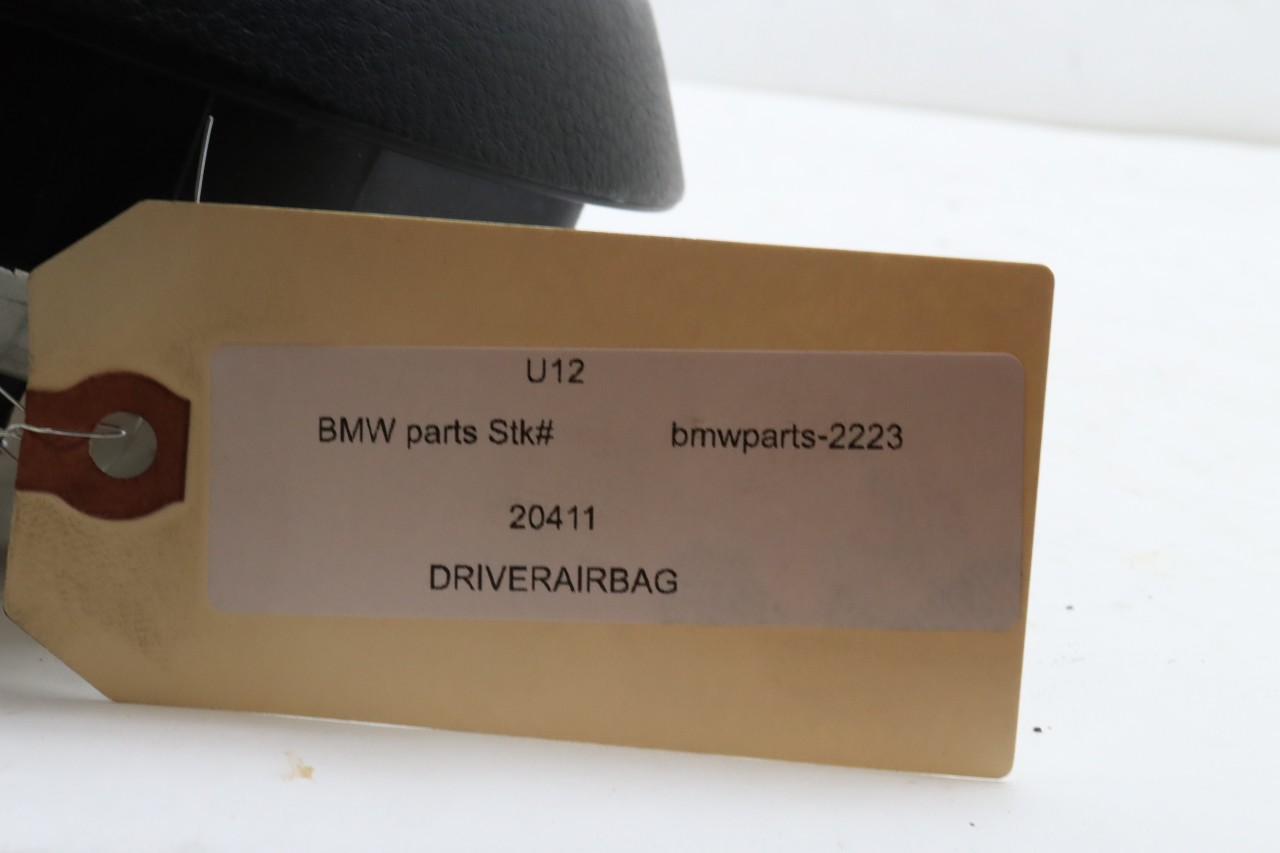 U12
BMW parts Stk# bmwparts-2223
20411
DRIVERAIRBAG